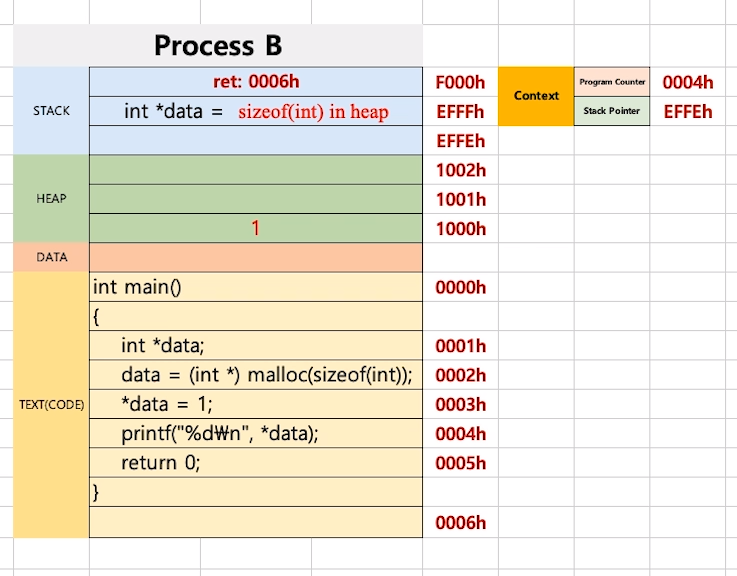 Process B
ret: 0006h F000h Context Program Counter 0004h
STACK int *data = sizeof(int) in heap EFFFh Stack Pointer EFFEh
EFFEh
1002h
HEAP 1001h
1 1000h
DATA
int main() 0000h
{
int *data; 0001h
data = (int *) malloc(sizeof(int)); 0002h
TEXT(CODE) *data = 1; 0003h
printf("%d₩n", *data); 0004h
return 0; 0005h
}
0006h